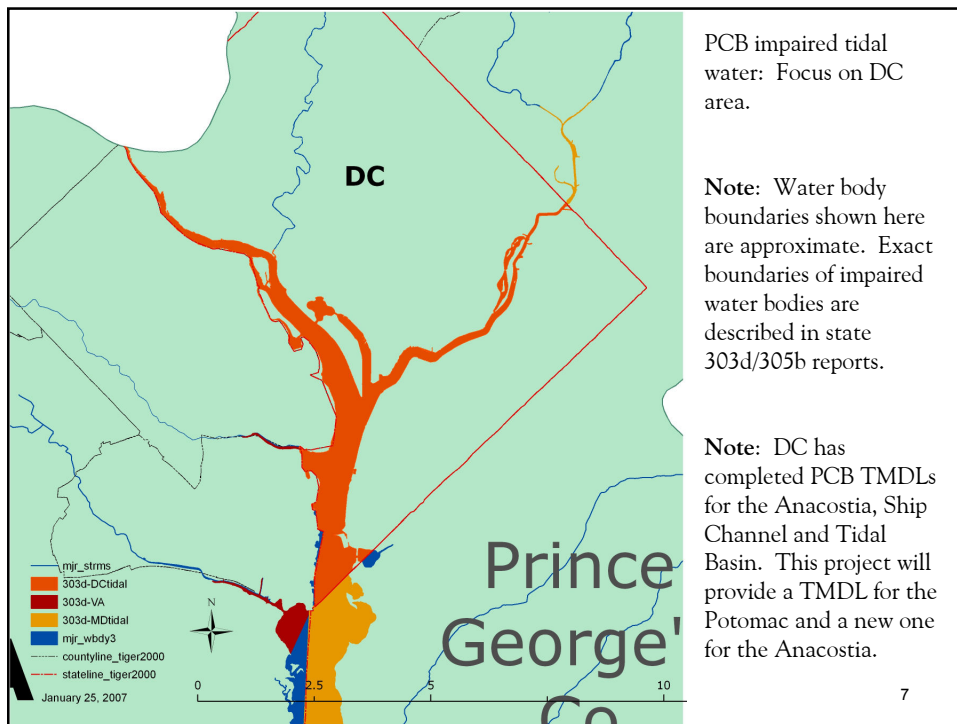 DC
Prince
George'
Co
mjr_strms
303d-DCtidal
303d-VA
303d-MDtidal
mjr_wbdy3
countyline_tiger2000
stateline_tiger2000
A
January 25, 2007
N
0 2.5 5 10
PCB impaired tidal
water: Focus on DC
area.
Note: Water body
boundaries shown here
are approximate. Exact
boundaries of impaired
water bodies are
described in state
303d/305b reports.
Note: DC has
completed PCB TMDLs
for the Anacostia, Ship
Channel and Tidal
Basin. This project will
provide a TMDL for the
Potomac and a new one
for the Anacostia.
7